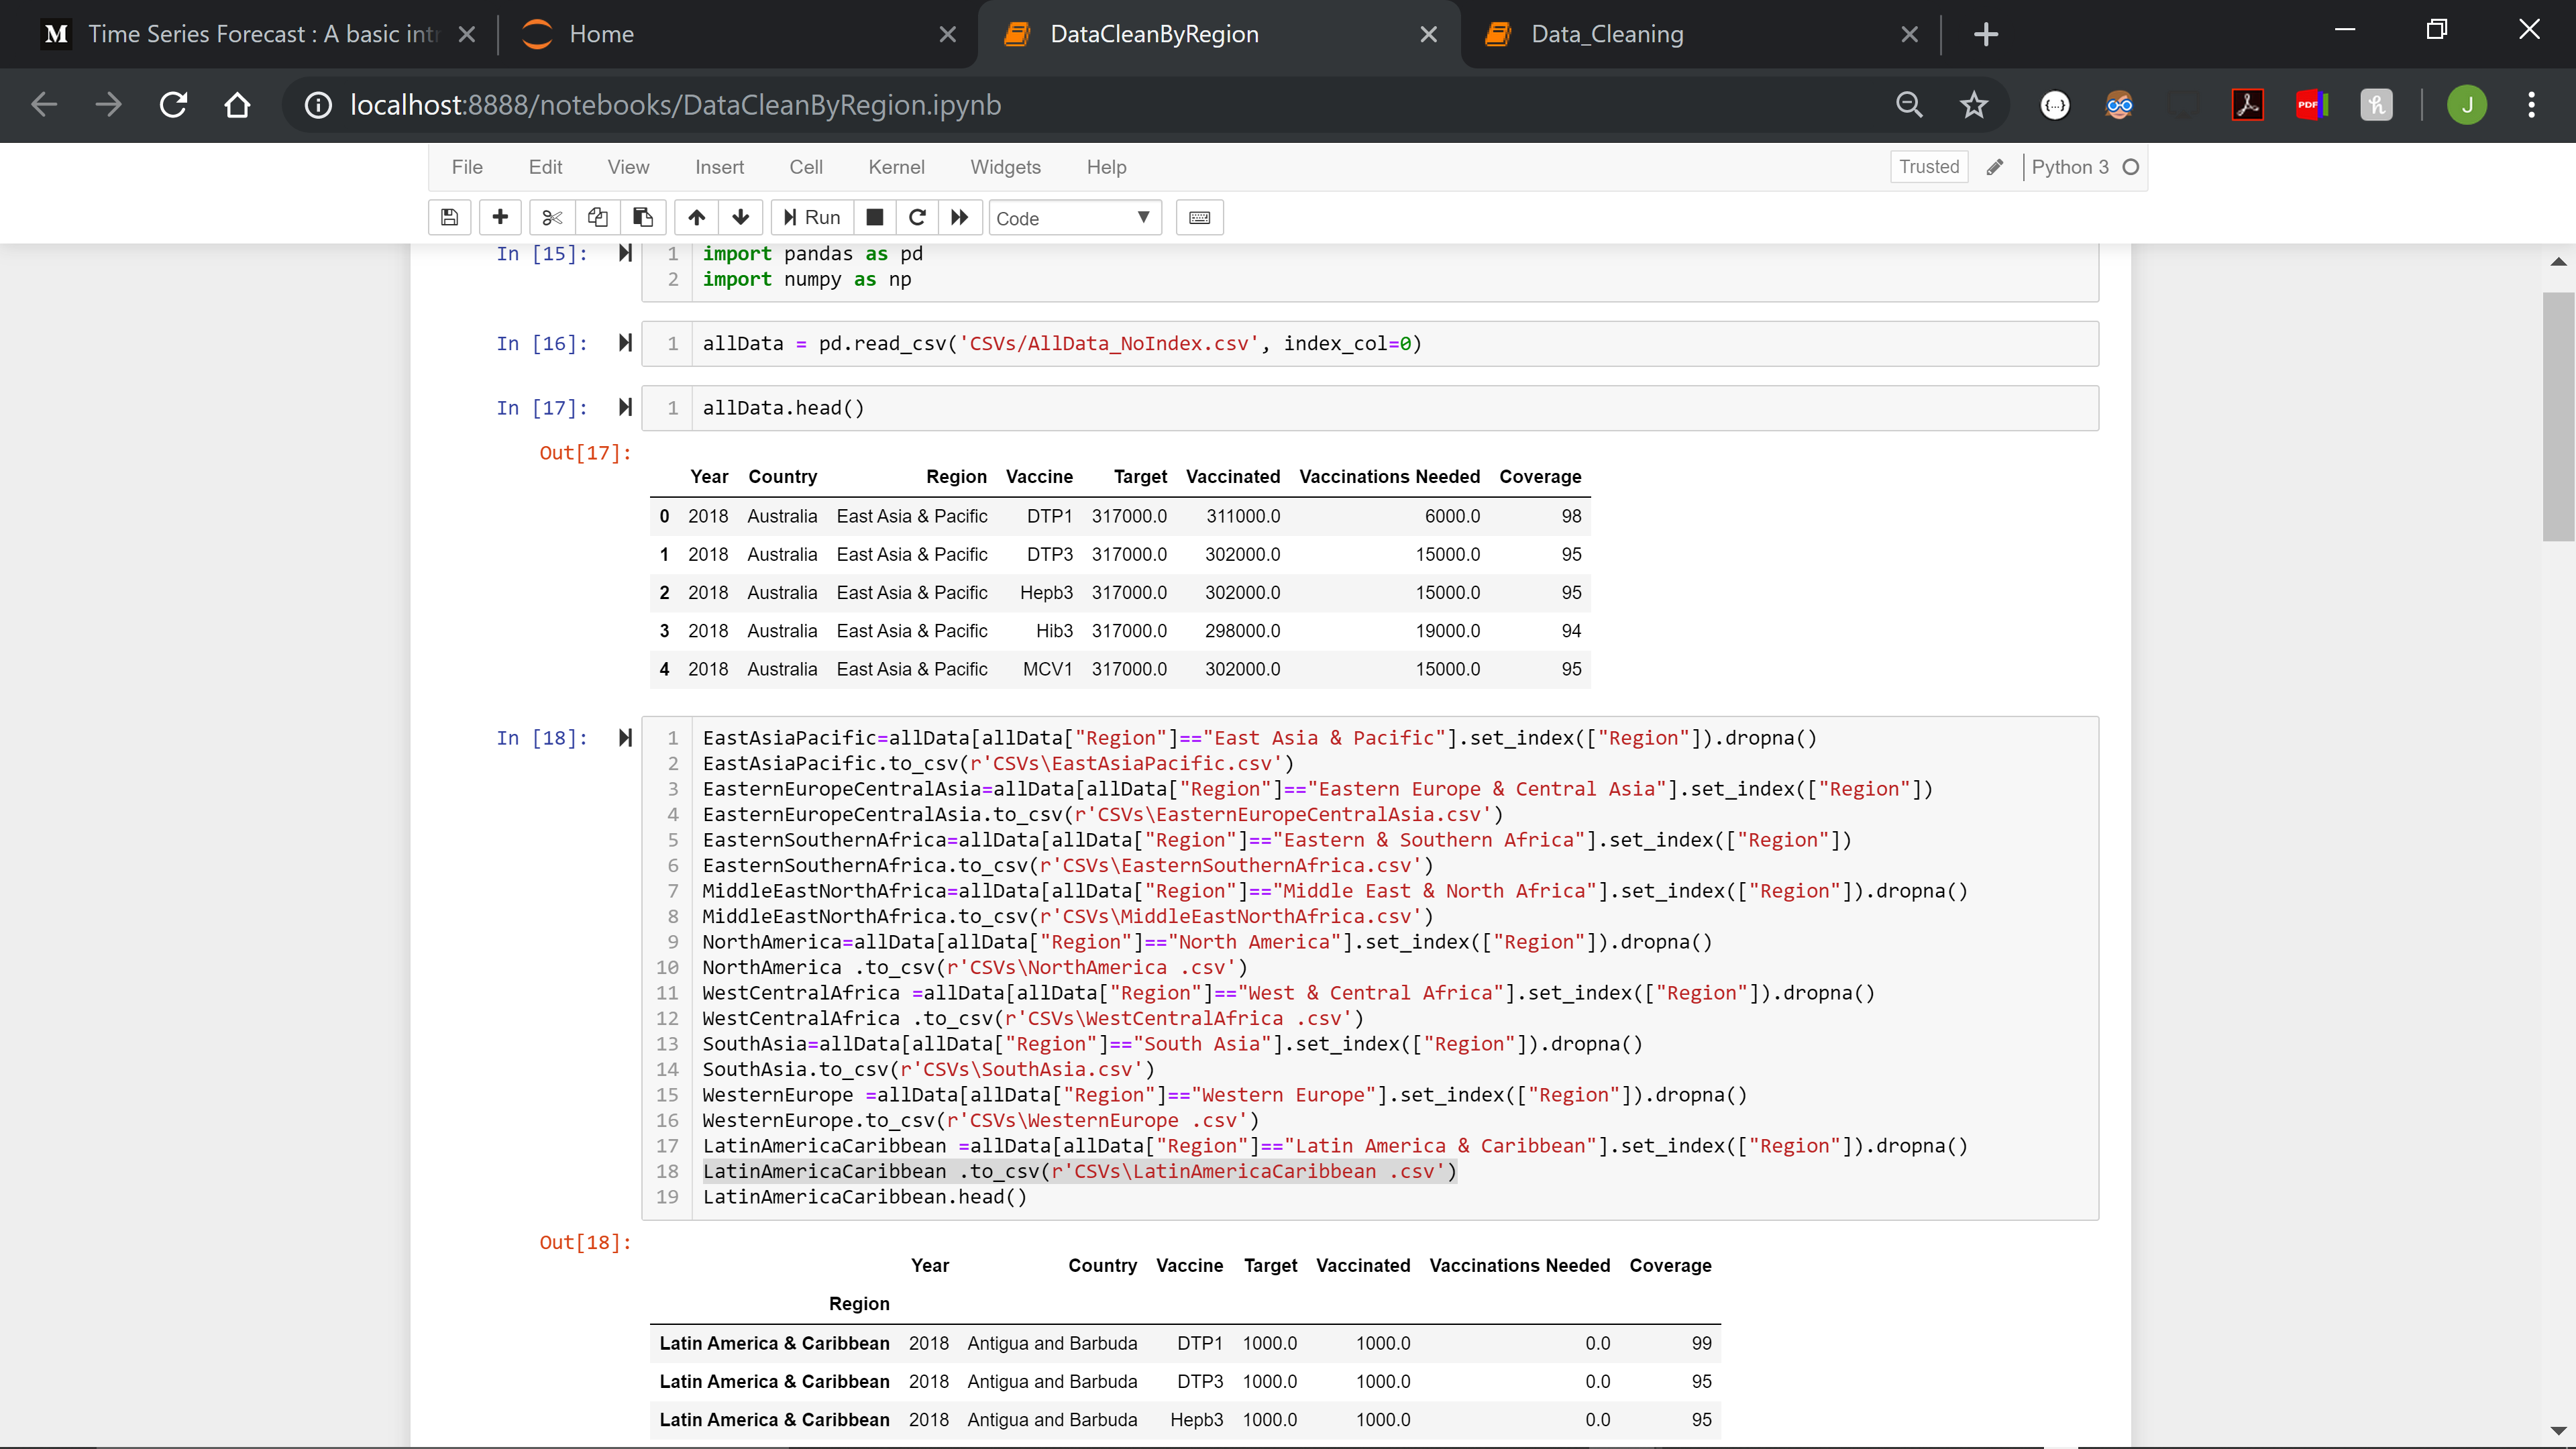 M Time Series Forecast : A basic intr Home DataCleanByRegion Data_Cleaning
localhost:8888/notebooks/DataCleanByRegion.ipynb {...} PDF h J
File Edit View Insert Cell Kernel Widgets Help Trusted Python 3
Run Code
In [15]: 1 import pandas as pd
2 import numpy as np
In [16]: 1 allData = pd.read_csv('CSVs/AllData_NoIndex.csv', index_col=0)
In [17]: 1 allData.head()
Out[17]:
Year Country Region Vaccine Target Vaccinated Vaccinations Needed Coverage
0 2018 Australia East Asia & Pacific DTP1 317000.0 311000.0 6000.0 98
1 2018 Australia East Asia & Pacific DTP3 317000.0 302000.0 15000.0 95
2 2018 Australia East Asia & Pacific Hepb3 317000.0 302000.0 15000.0 95
3 2018 Australia East Asia & Pacific Hib3 317000.0 298000.0 19000.0 94
4 2018 Australia East Asia & Pacific MCV1 317000.0 302000.0 15000.0 95
In [18]: 1 EastAsiaPacific=allData[allData["Region"]=="East Asia & Pacific"].set_index(["Region"]).dropna()
2 EastAsiaPacific.to_csv(r'CSVs\EastAsiaPacific.csv')
3 EasternEuropeCentralAsia=allData[allData["Region"]=="Eastern Europe & Central Asia"].set_index(["Region"])
4 EasternEuropeCentralAsia.to_csv(r'CSVs\EasternEuropeCentralAsia.csv')
5 EasternSouthernAfrica=allData[allData["Region"]=="Eastern & Southern Africa"].set_index(["Region"])
6 EasternSouthernAfrica.to_csv(r'CSVs\EasternSouthernAfrica.csv')
7 MiddleEastNorthAfrica=allData[allData["Region"]=="Middle East & North Africa"].set_index(["Region"]).dropna()
8 MiddleEastNorthAfrica.to_csv(r'CSVs\MiddleEastNorthAfrica.csv')
9 NorthAmerica=allData[allData["Region"]=="North America"].set_index(["Region"]).dropna()
10 NorthAmerica .to_csv(r'CSVs\NorthAmerica .csv')
11 WestCentralAfrica =allData[allData["Region"]=="West & Central Africa"].set_index(["Region"]).dropna()
12 WestCentralAfrica .to_csv(r'CSVs\WestCentralAfrica .csv')
13 SouthAsia=allData[allData["Region"]=="South Asia"].set_index(["Region"]).dropna()
14 SouthAsia.to_csv(r'CSVs\SouthAsia.csv')
15 WesternEurope =allData[allData["Region"]=="Western Europe"].set_index(["Region"]).dropna()
16 WesternEurope.to_csv(r'CSVs\WesternEurope .csv')
17 LatinAmericaCaribbean =allData[allData["Region"]=="Latin America & Caribbean"].set_index(["Region"]).dropna()
18 LatinAmericaCaribbean .to_csv(r'CSVs\LatinAmericaCaribbean .csv')
19 LatinAmericaCaribbean.head()
Out[18]:
Year Country Vaccine Target Vaccinated Vaccinations Needed Coverage
Region
Latin America & Caribbean 2018 Antigua and Barbuda DTP1 1000.0 1000.0 0.0 99
Latin America & Caribbean 2018 Antigua and Barbuda DTP3 1000.0 1000.0 0.0 95
Latin America & Caribbean 2018 Antigua and Barbuda Hepb3 1000.0 1000.0 0.0 95